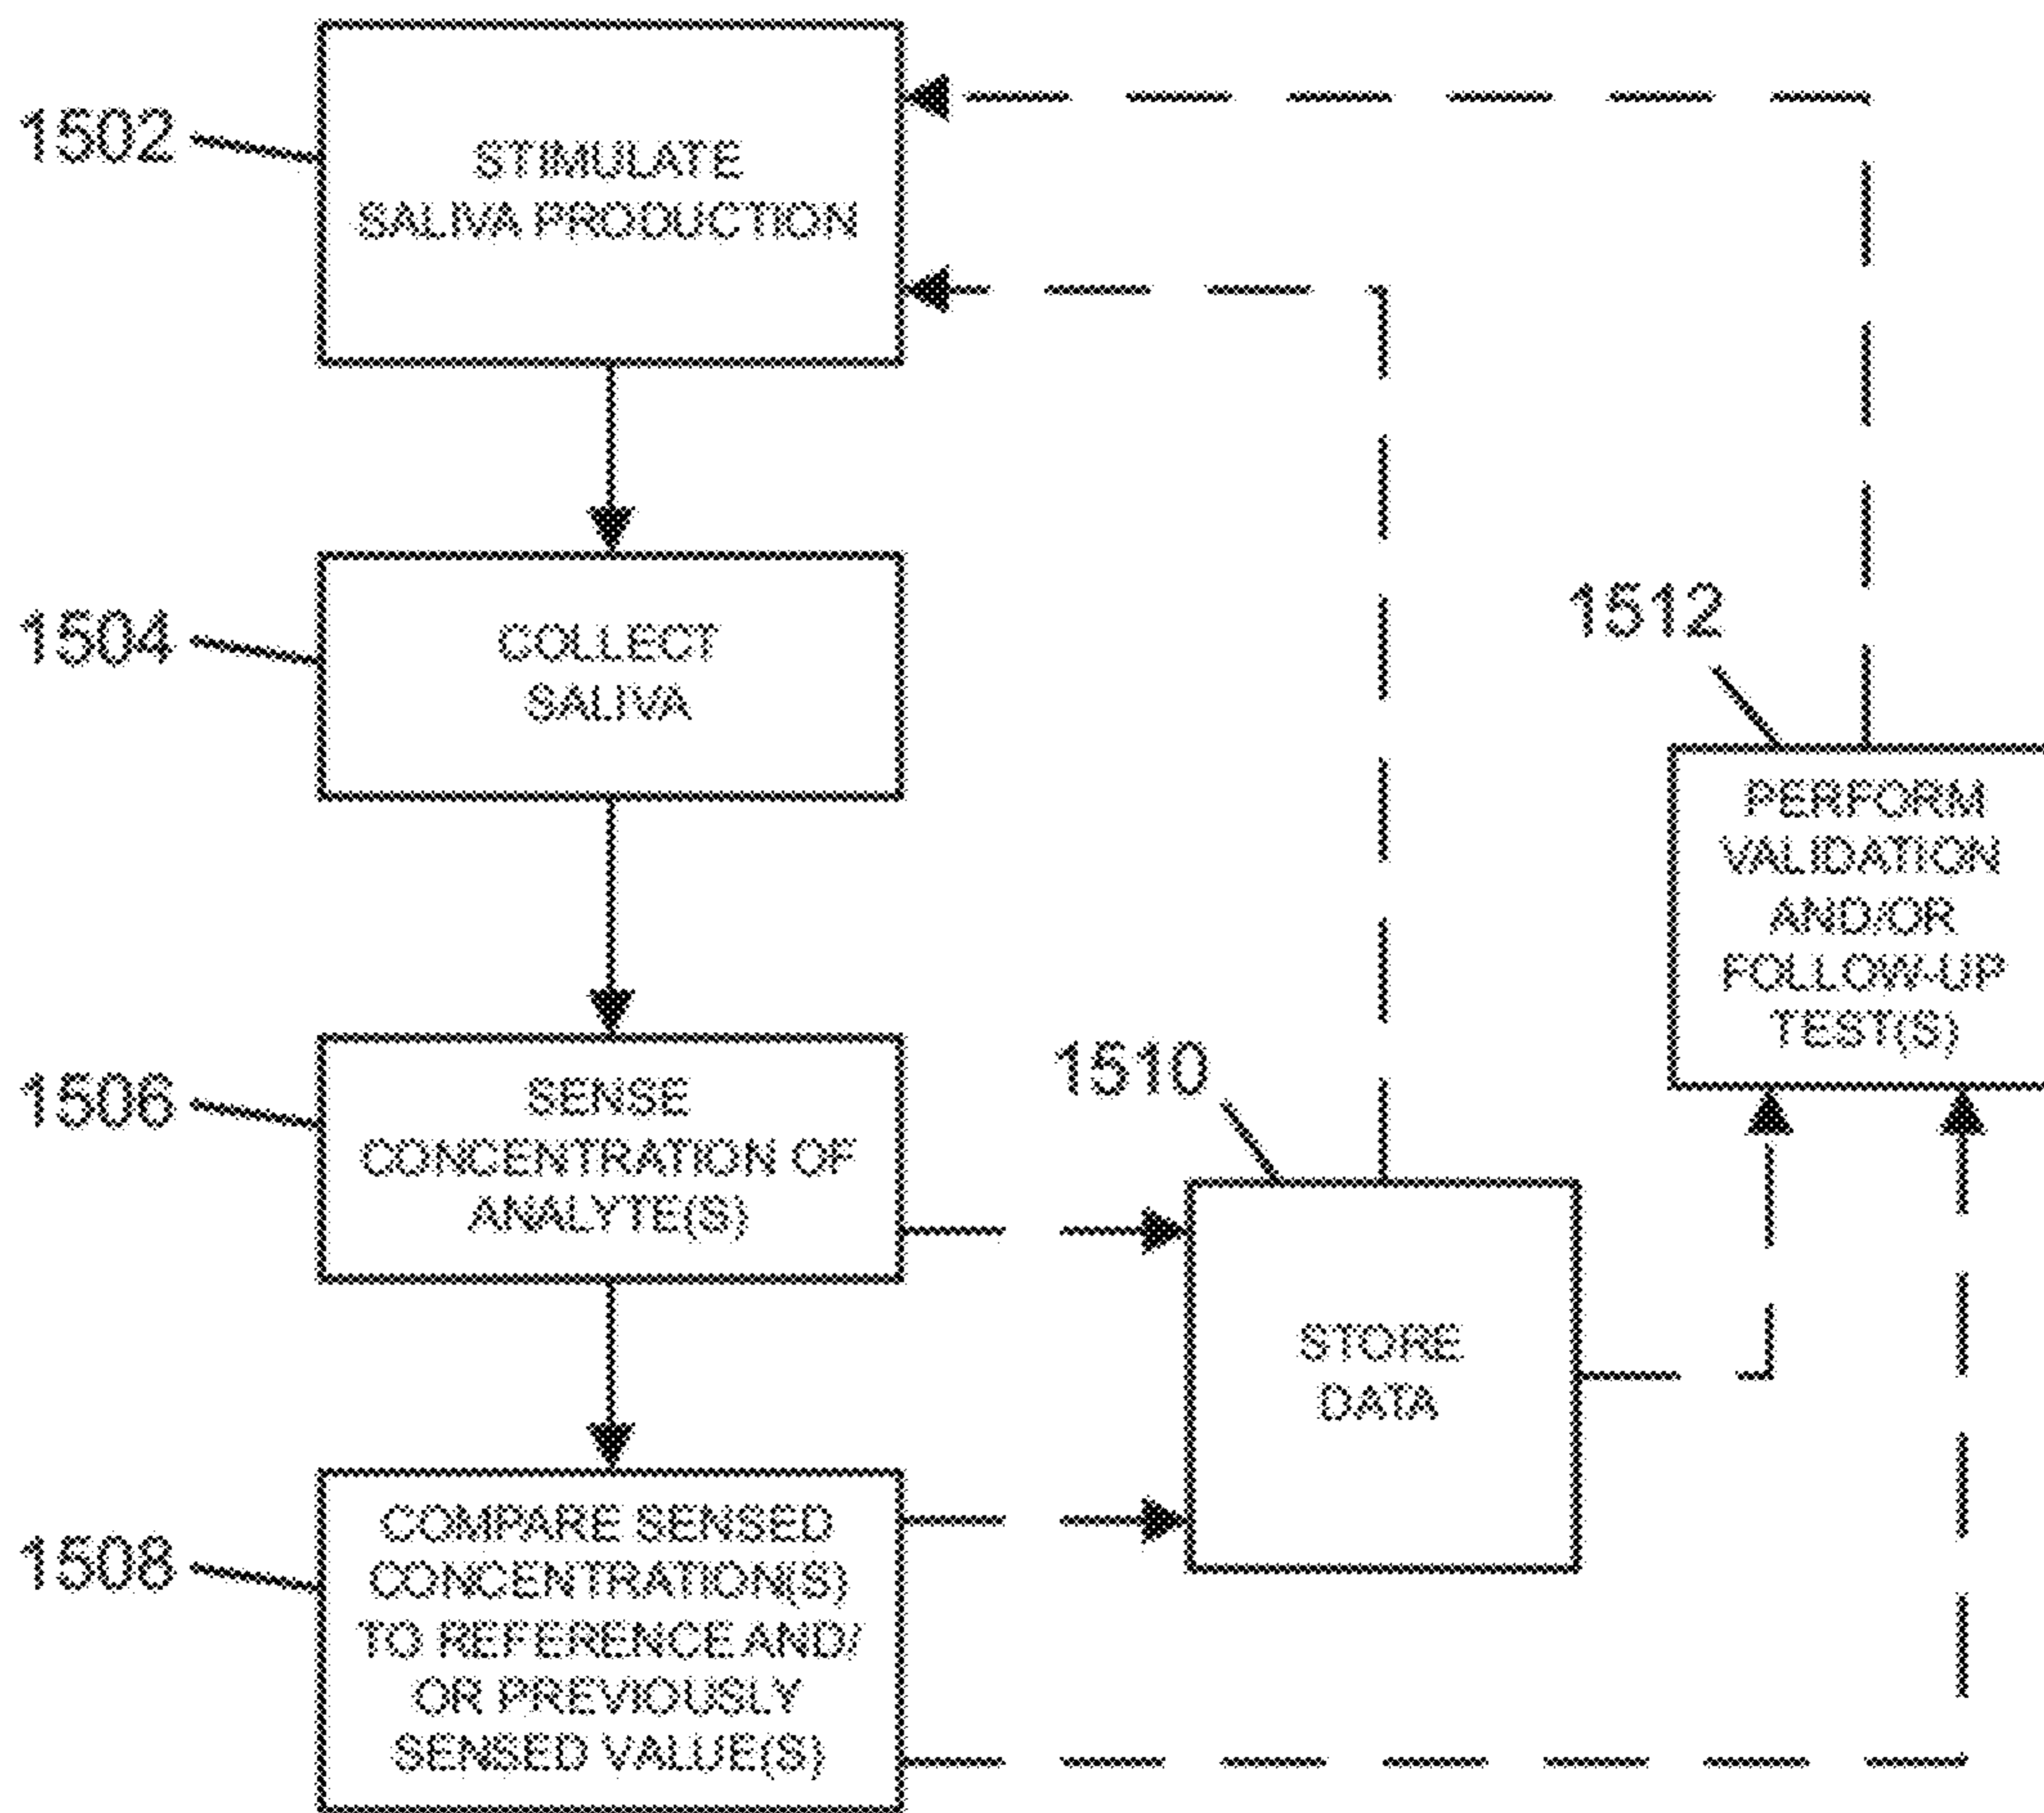 1502
STIMULATE
SALIVA PRODUCTION
1504
COLLECT
SALIVA
1512
PERFORM
VALIDATION
AND/OR
FOLLOW-UP
TEST(S)
1506
SENSE
CONCENTRATION OF
ANALYTE(S)
1510
STORE
DATA
1508
COMPARE SENSED
CONCENTRATION(S)
TO REFERENCE AND/
OR PREVIOUSLY
SENSED VALUE(S)